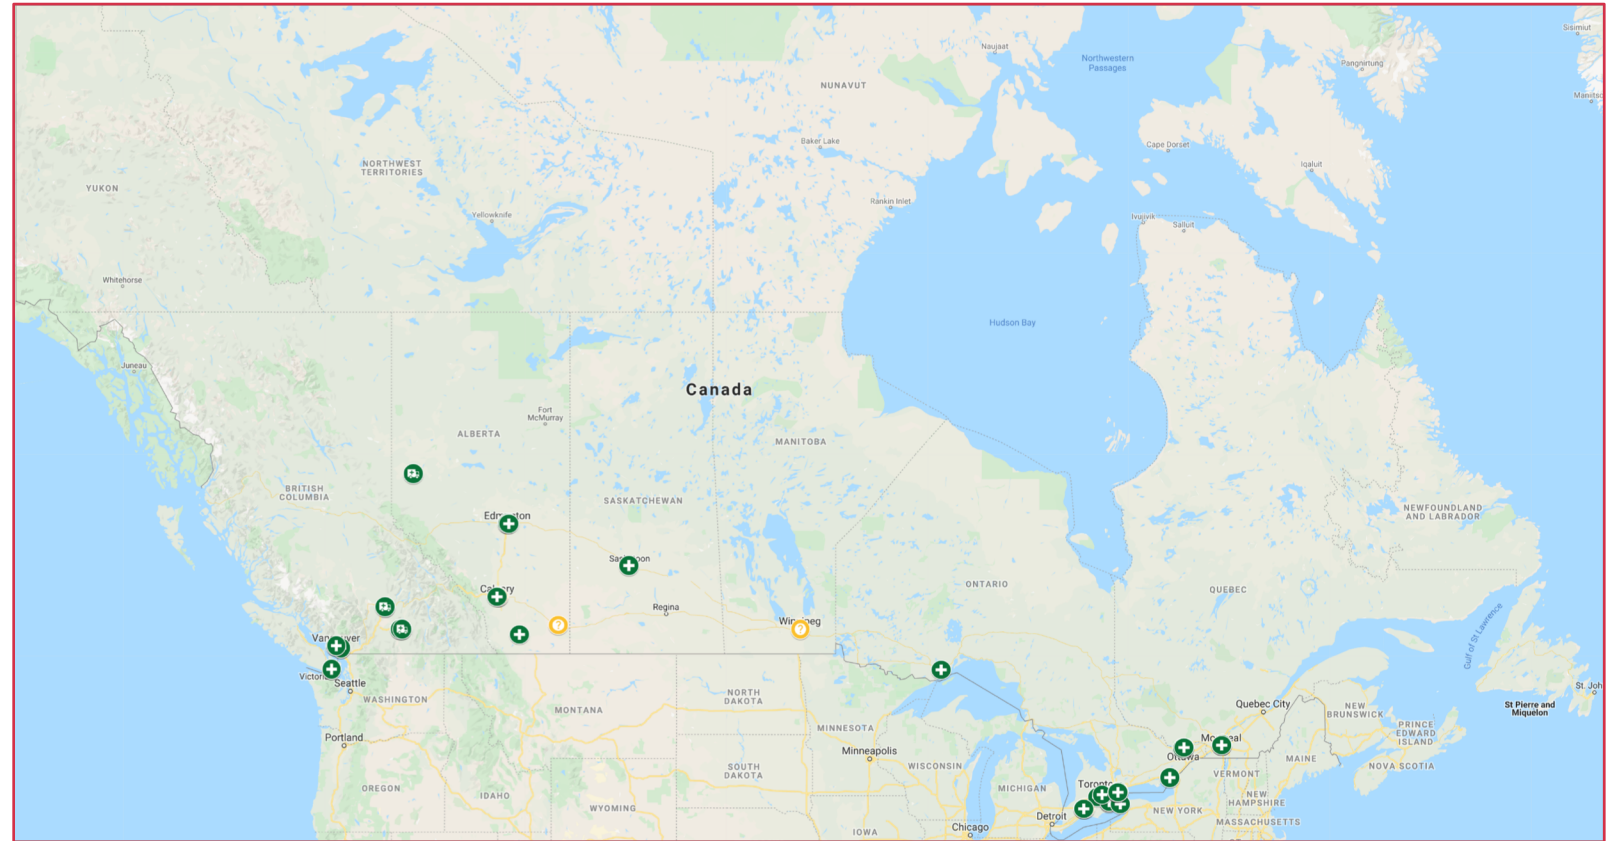 Sisimiut
Naujaat
Northwestern
Passages
Pangnirtung
NUNAVUT
Baker Lake
Cape Dorset
NORTHWEST
TERRITORIES
Iqaluit
YUKON
Rankin Inlet
Yellowknife
Ivujivik
Salluit
Whitehorse
Hudson Bay
Juneau
Canada
Fort
McMurray
ALBERTA
MANITOBA
BRITISH
COLUMBIA
SASKATCHEWAN
NEWFOUNDLAND
AND LABRADOR
ONTARIO
QUEBEC
Regina
Gulf of St Lawrence
Seattle
WASHINGTON
NORTH
DAKOTA
MONTANA
Quebec City
NEW
BRUNSWICK
St Pierre and
Miquelon
PRINCE
EDWARD
ISLAND
MINNESOTA
Portland
Minneapolis
Ottawa
MAINE
NOVA SCOTIA
SOUTH
DAKOTA
WISCONSIN
VERMONT
OREGON
IDAHO
MICHIGAN
NEW
HAMPSHIRE
WYOMING
Detroit
NEW YORK
MASSACHUSETTS
IOWA
Chicago